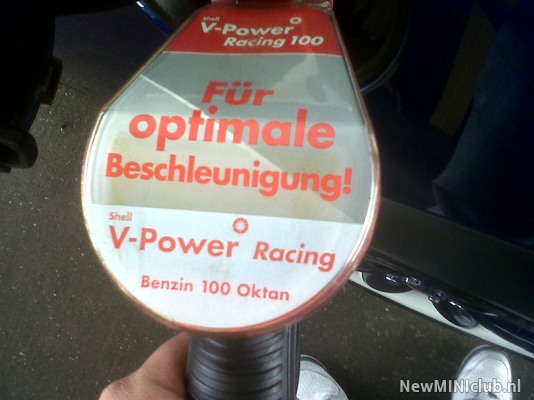 Shell
V-Power
Racing 100
Für
optimale
Beschleunigung!
Shell
V-Power Racing
Benzin 100 Oktan
NewMINIclub.nl